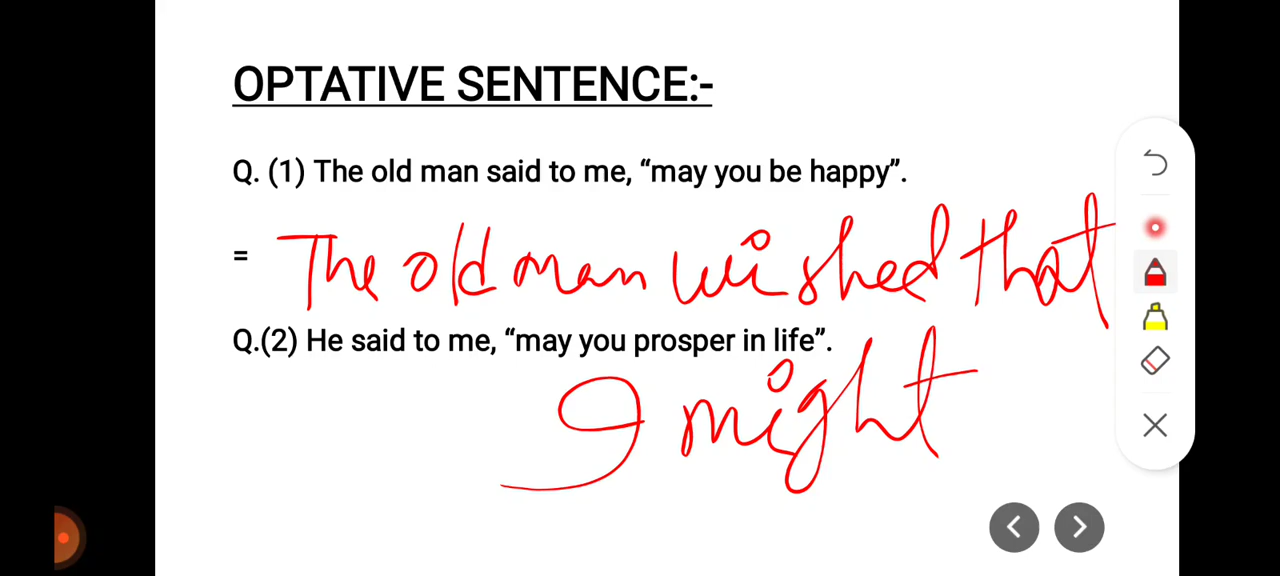 OPTATIVE SENTENCE:-
Q. (1) The old man said to me, “may you be happy”.
= The old man wished that
Q.(2) He said to me, “may you prosper in life”.
I might